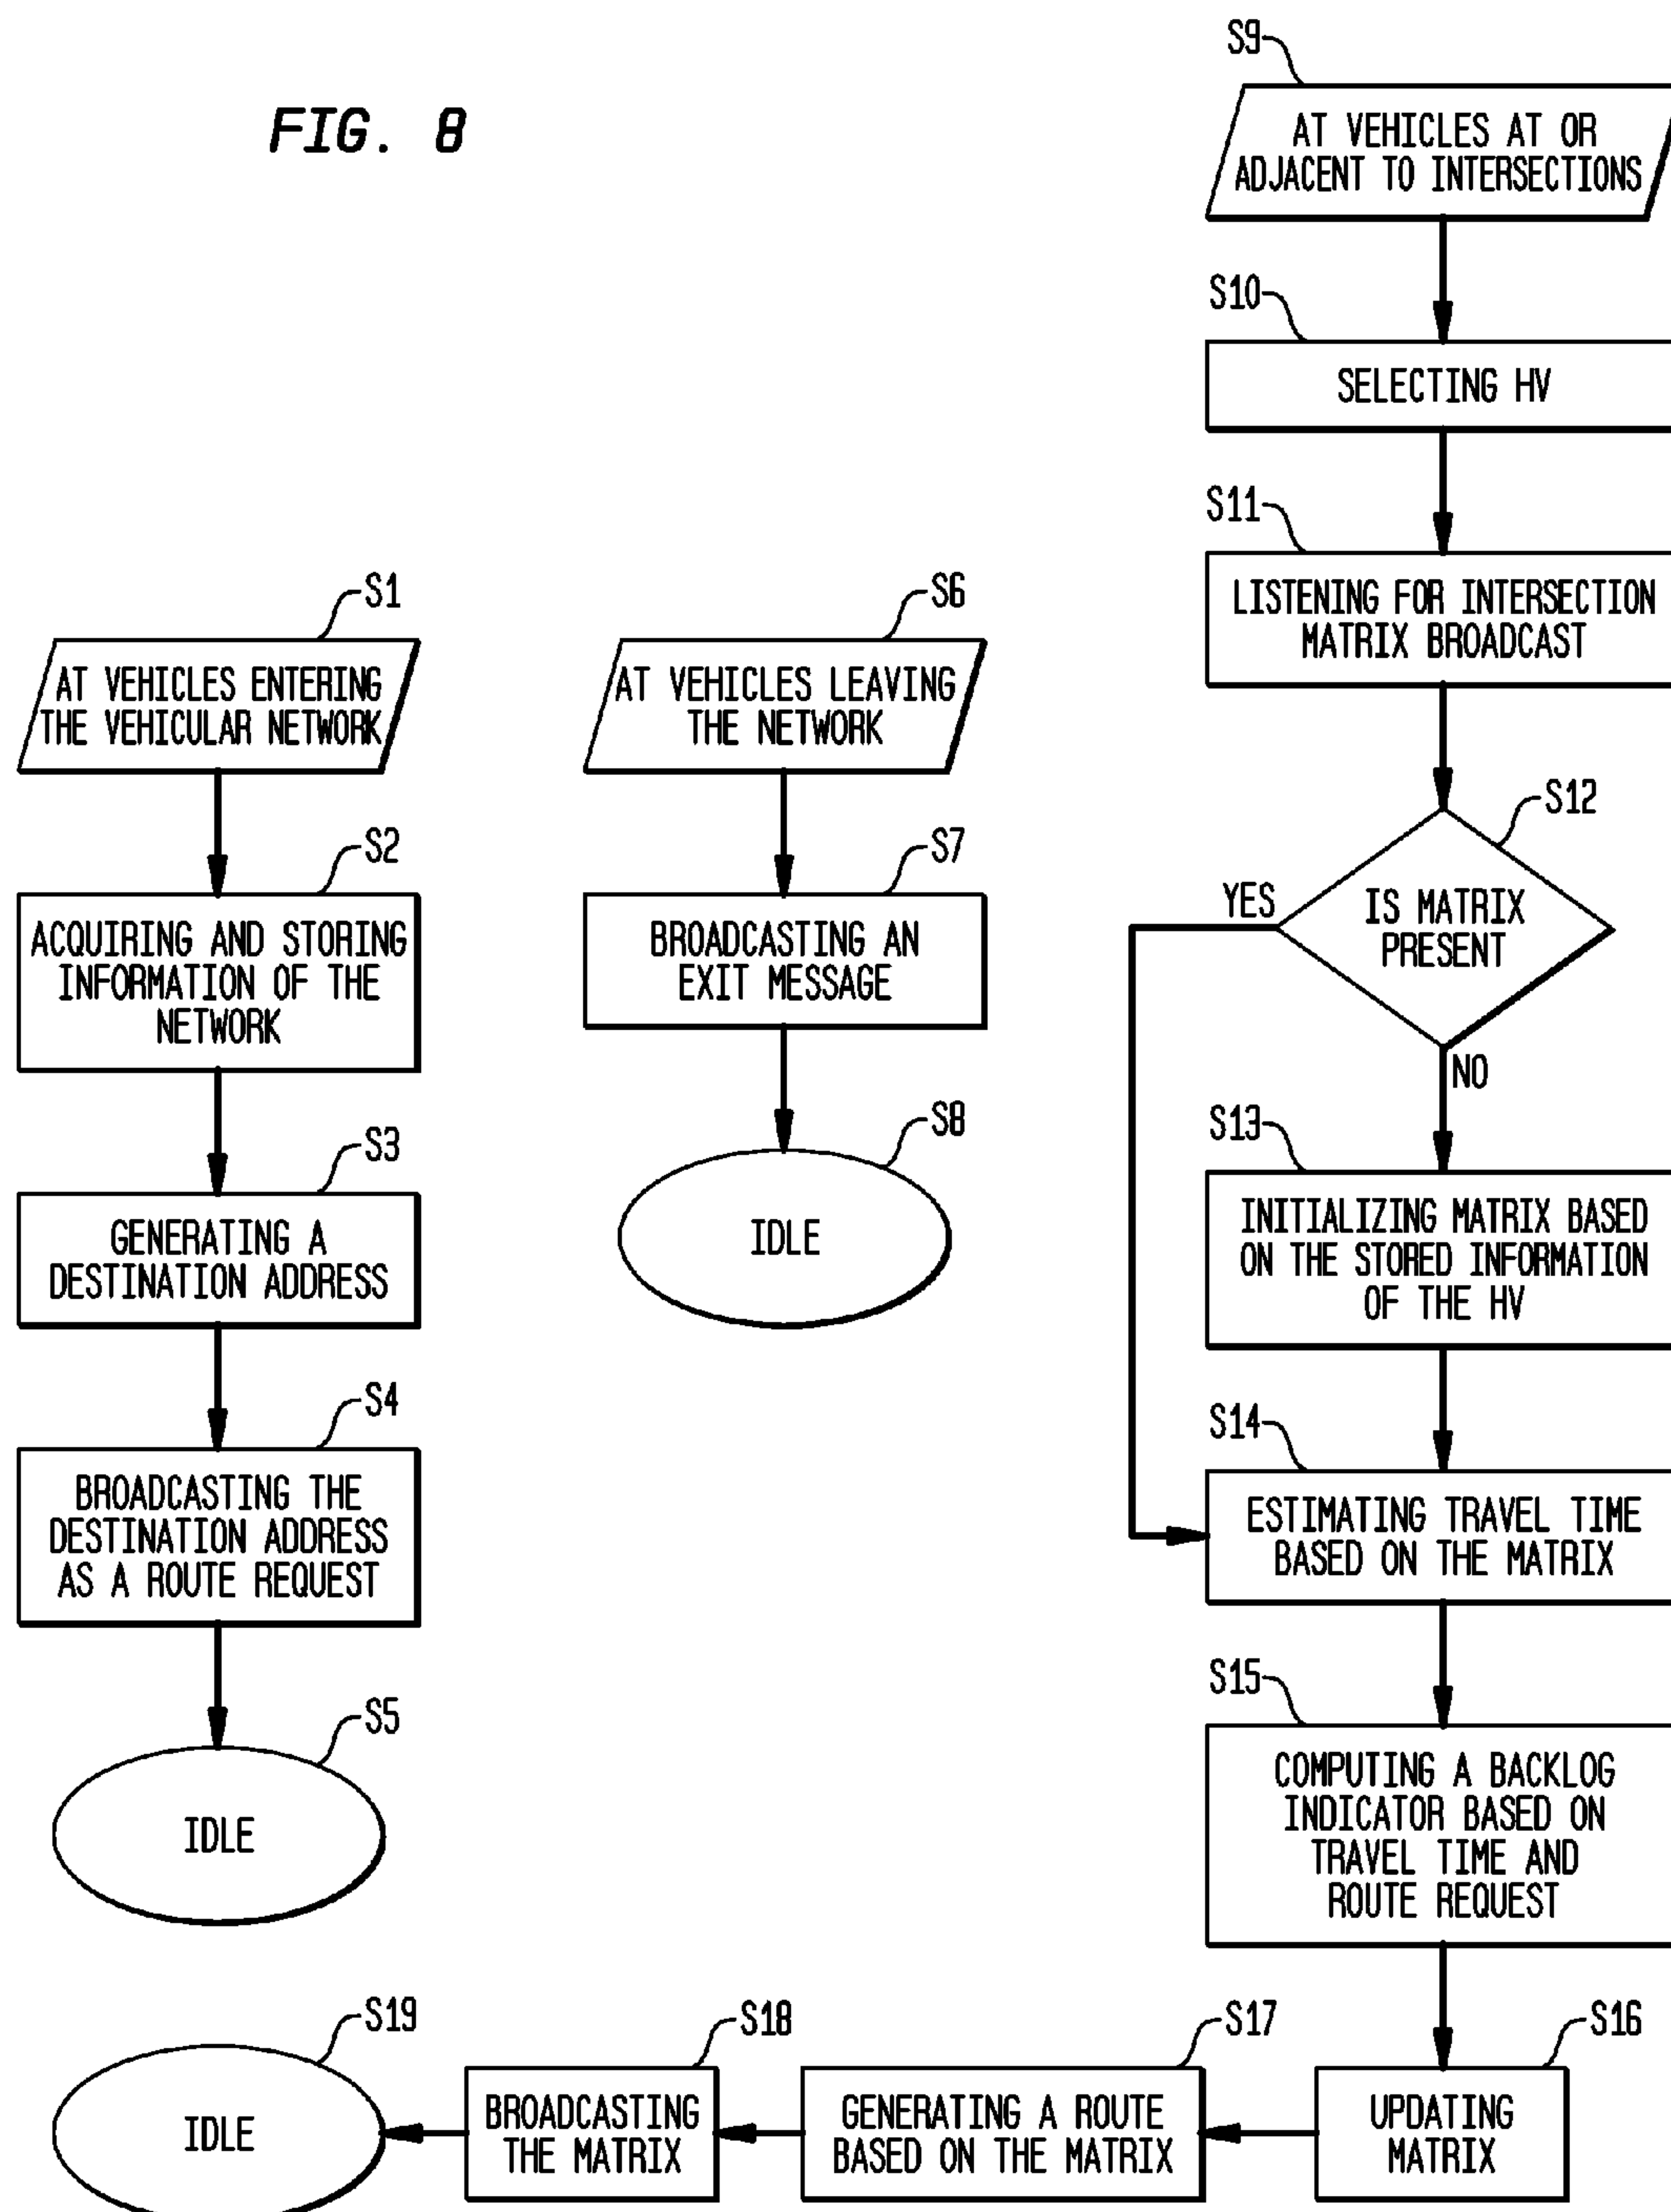 FIG. 8
S1
AT VEHICLES ENTERING
THE VEHICULAR NETWORK
S2
ACQUIRING AND STORING
INFORMATION OF THE
NETWORK
S3
GENERATING A
DESTINATION ADDRESS
S4
BROADCASTING THE
DESTINATION ADDRESS
AS A ROUTE REQUEST
S5
IDLE
S6
AT VEHICLES LEAVING
THE NETWORK
S7
BROADCASTING AN
EXIT MESSAGE
S8
IDLE
S9
AT VEHICLES AT OR
ADJACENT TO INTERSECTIONS
S10
SELECTING HV
S11
LISTENING FOR INTERSECTION
MATRIX BROADCAST
S12
IS MATRIX
PRESENT
YES
NO
S13
INITIALIZING MATRIX BASED
ON THE STORED INFORMATION
OF THE HV
S14
ESTIMATING TRAVEL TIME
BASED ON THE MATRIX
S15
COMPUTING A BACKLOG
INDICATOR BASED ON
TRAVEL TIME AND
ROUTE REQUEST
S16
UPDATING
MATRIX
S17
GENERATING A ROUTE
BASED ON THE MATRIX
S18
BROADCASTING
THE MATRIX
S19
IDLE